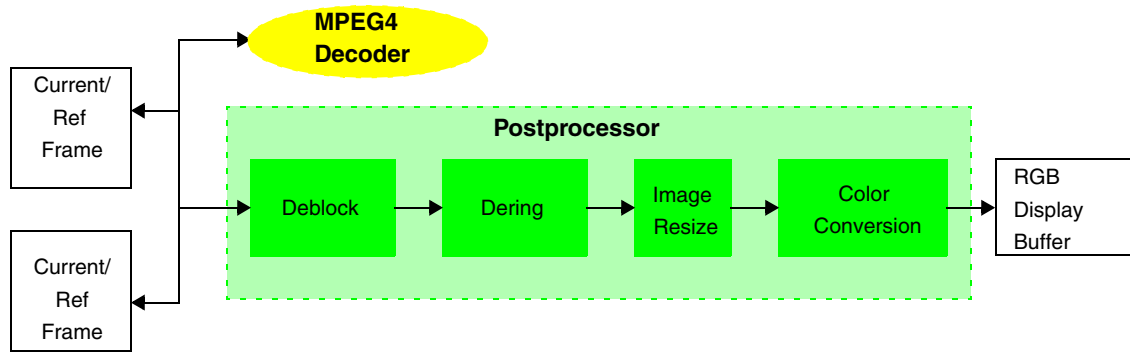 MPEG4
Decoder
Current/
Ref
Frame
Postprocessor
Deblock
Dering
Image
Resize
Color
Conversion
RGB
Display
Buffer
Current/
Ref
Frame